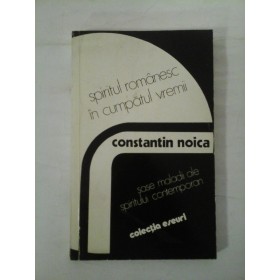 spiritul românesc
în cumpătul vremii
constantin noica
șase maladii ale
spiritului contemporan
colecția eseuri